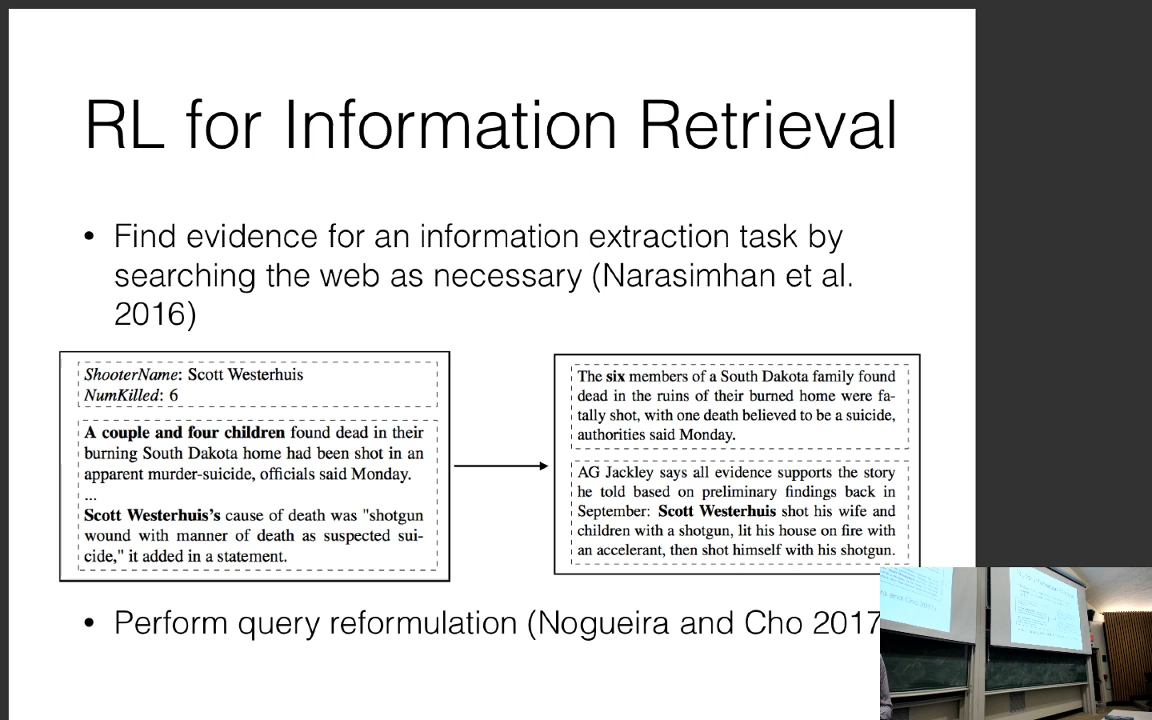 RL for Information Retrieval
• Find evidence for an information extraction task by
searching the web as necessary (Narasimhan et al.
2016)
ShooterName: Scott Westerhuis
NumKilled: 6
A couple and four children found dead in their
burning South Dakota home had been shot in an
apparent murder-suicide, officials said Monday.
...
Scott Westerhuis's cause of death was "shotgun
wound with manner of death as suspected sui-
cide," it added in a statement.
The six members of a South Dakota family found
dead in the ruins of their burned home were fa-
tally shot, with one death believed to be a suicide,
authorities said Monday.
AG Jackley says all evidence supports the story
he told based on preliminary findings back in
September: Scott Westerhuis shot his wife and
children with a shotgun, lit his house on fire with
an accelerant, then shot himself with his shotgun.
• Perform query reformulation (Nogueira and Cho 2017